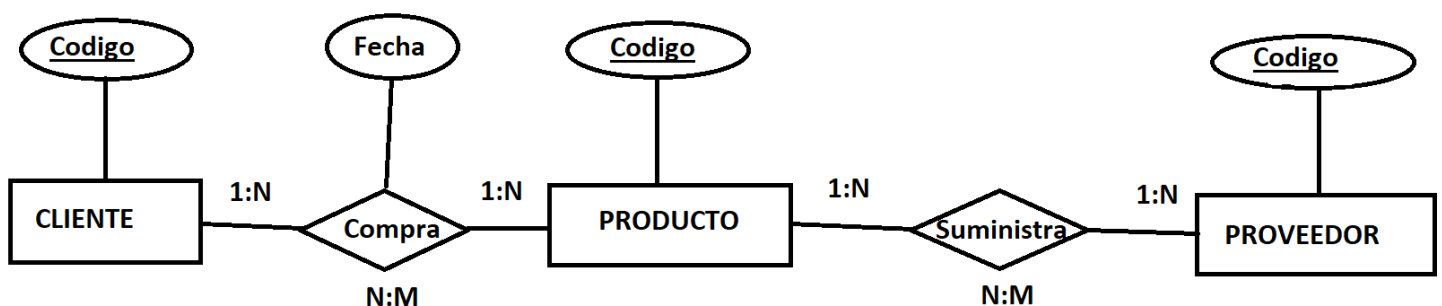 Codigo
Fecha
Codigo
Codigo
1:N
1:N
1:N
1:N
CLIENTE
Compra
PRODUCTO
Suministra
PROVEEDOR
N:M
N:M